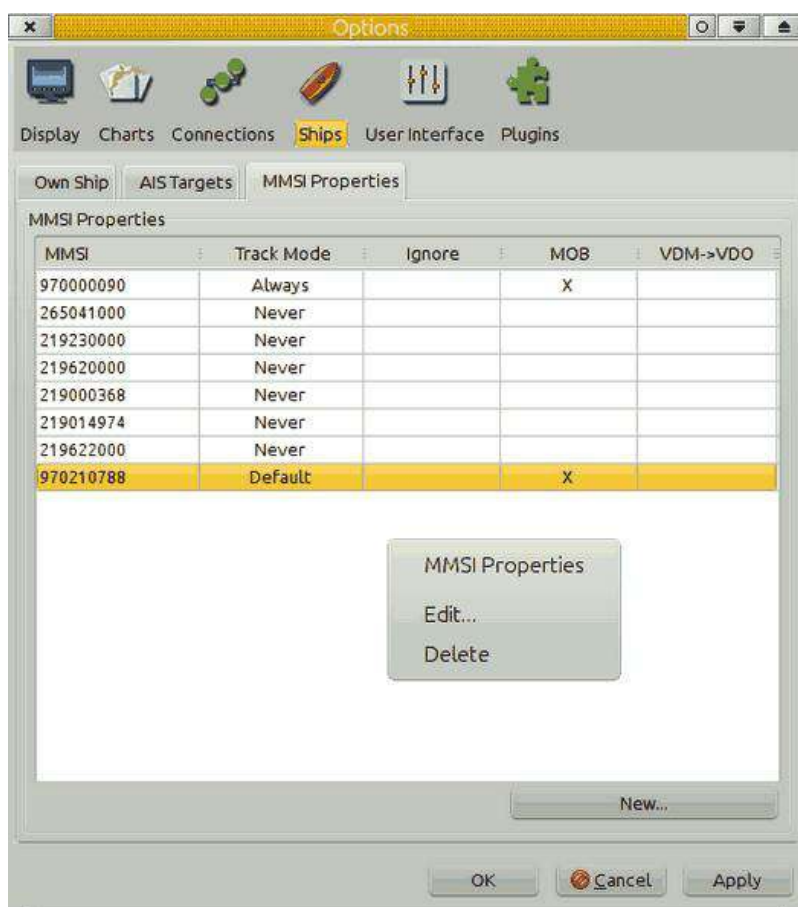 Options
Display Charts Connections Ships User Interface Plugins
Own Ship AIS Targets MMSI Properties
MMSI Properties
MMSI Track Mode Ignore MOB VDM->VDO
970000090 Always X
265041000 Never
219230000 Never
219620000 Never
219000368 Never
219014974 Never
219622000 Never
970210788 Default X
MMSI Properties
Edit...
Delete
New...
OK Cancel Apply